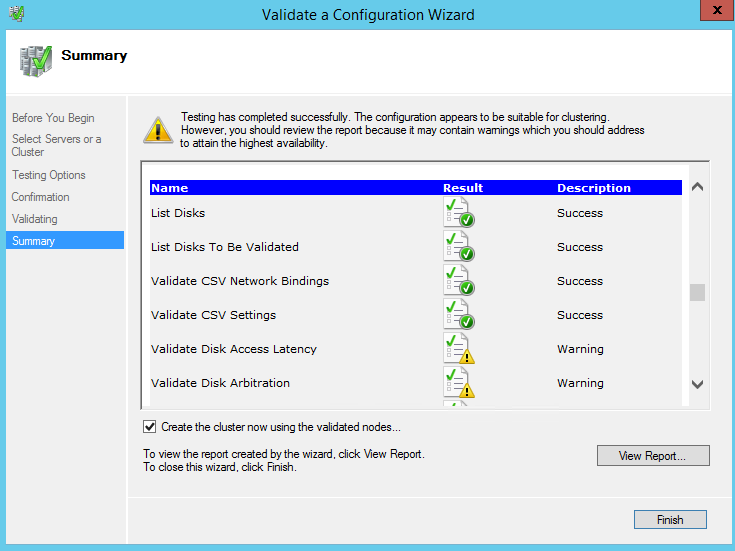 Validate a Configuration Wizard
x
Summary
Before You Begin
Select Servers or a
Cluster
Testing Options
Confirmation
Validating
Summary
Testing has completed successfully. The configuration appears to be suitable for clustering.
However, you should review the report because it may contain warnings which you should address
to attain the highest availability.
Name Result Description
List Disks Success
List Disks To Be Validated Success
Validate CSV Network Bindings Success
Validate CSV Settings Success
Validate Disk Access Latency Warning
Validate Disk Arbitration Warning
Create the cluster now using the validated nodes...
To view the report created by the wizard, click View Report.
To close this wizard, click Finish.
View Report...
Finish